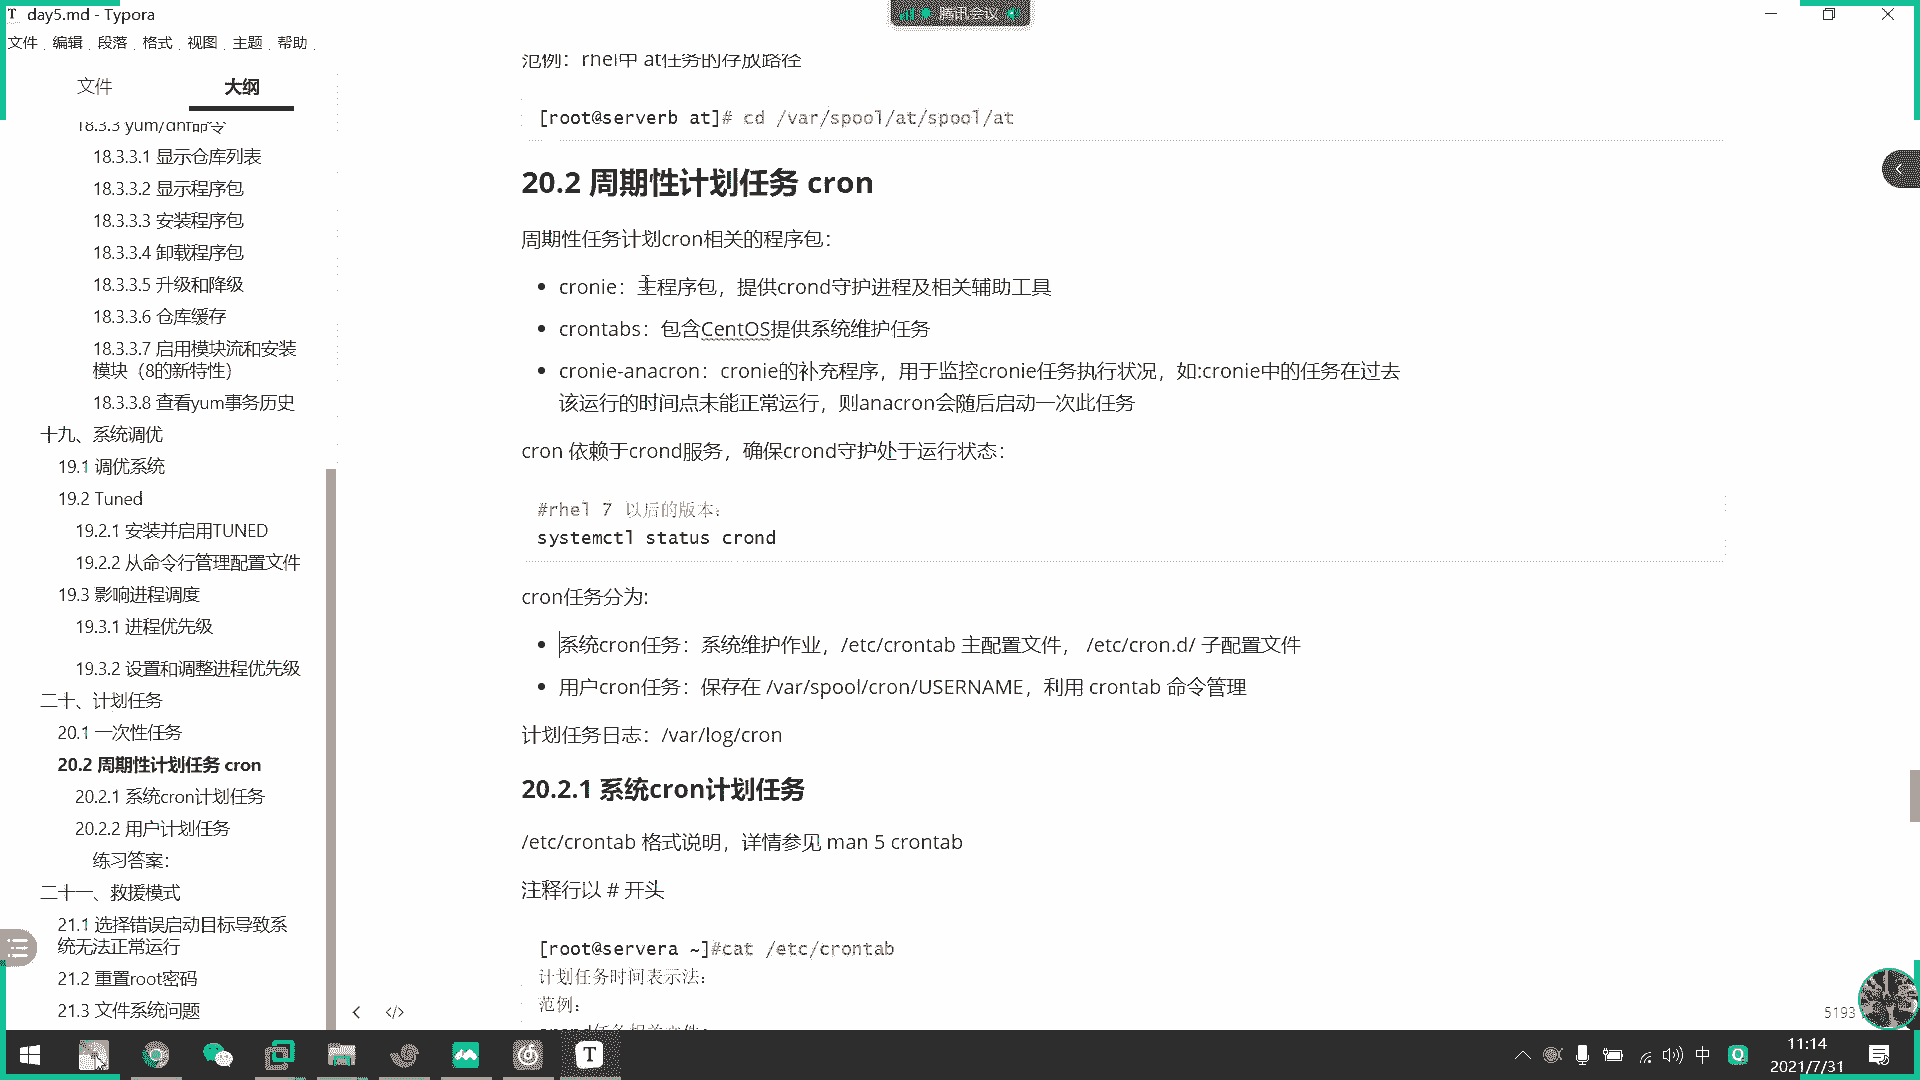 day5.md - Typora
腾讯会议
文件 编辑 段落 格式 视图 主题 帮助
文件 大纲
18.3.3 yum/dnf命令
18.3.3.1 显示仓库列表
18.3.3.2 显示程序包
18.3.3.3 安装程序包
18.3.3.4 卸载程序包
18.3.3.5 升级和降级
18.3.3.6 仓库缓存
18.3.3.7 启用模块流和安装
模块（8的新特性）
18.3.3.8 查看yum事务历史
十九、系统调优
19.1 调优系统
19.2 Tuned
19.2.1 安装并启用TUNED
19.2.2 从命令行管理配置文件
19.3 影响进程调度
19.3.1 进程优先级
19.3.2 设置和调整进程优先级
二十、计划任务
20.1 一次性任务
20.2 周期性计划任务 cron
20.2.1 系统cron计划任务
20.2.2 用户计划任务
练习答案：
二十一、救援模式
21.1 选择错误启动目标导致系
统无法正常运行
21.2 重置root密码
21.3 文件系统问题
范例：rhel中 at任务的存放路径
[root@serverb at]# cd /var/spool/at/spool/at
20.2 周期性计划任务 cron
周期性任务计划cron相关的程序包：
cronie：主程序包，提供crond守护进程及相关辅助工具
crontabs：包含CentOS提供系统维护任务
cronie-anacron：cronie的补充程序，用于监控cronie任务执行状况，如:cronie中的任务在过去
该运行的时间点未能正常运行，则anacron会随后启动一次此任务
cron 依赖于crond服务，确保crond守护处于运行状态：
#rhel 7 以后的版本：
systemctl status crond
cron任务分为:
系统cron任务：系统维护作业，/etc/crontab 主配置文件， /etc/cron.d/ 子配置文件
用户cron任务：保存在 /var/spool/cron/USERNAME，利用 crontab 命令管理
计划任务日志：/var/log/cron
20.2.1 系统cron计划任务
/etc/crontab 格式说明，详情参见 man 5 crontab
注释行以 # 开头
[root@servera ~]#cat /etc/crontab
计划任务时间表示法：
范例：
5193
中
11:14
2021/7/31